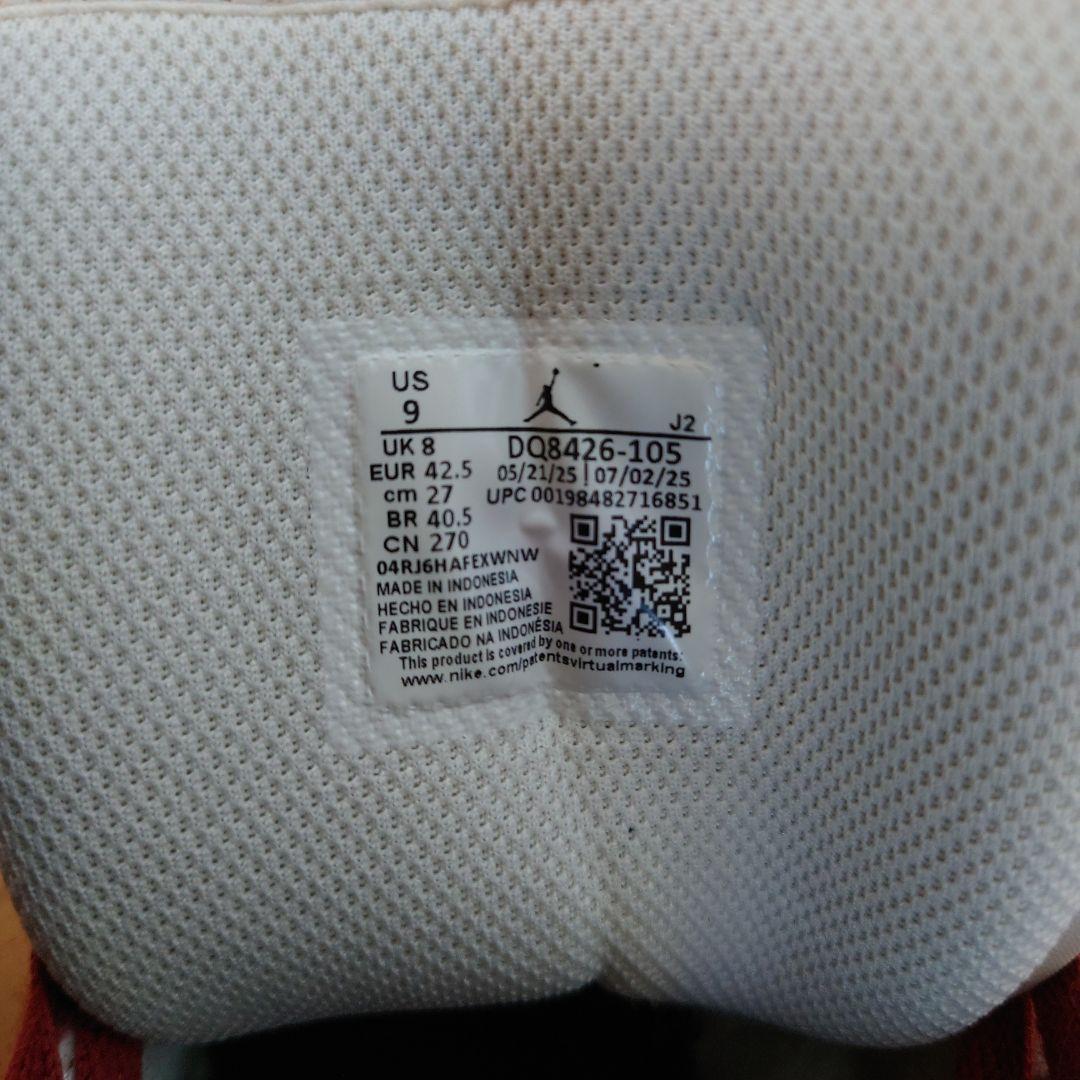 US
9
J2
UK 8
DQ8426-105
EUR 42.5
05/21/25 | 07/02/25
cm 27
UPC 00198482716851
BR 40.5
CN 270
04RJ6HAFEXWNW
MADE IN INDONESIA
HECHO EN INDONESIA
FABRIQUE EN INDONESIE
FABRICADO NA INDONÉSIA
This product is covered by one or more patents:
www.nike.com/patentsvirtualmarking